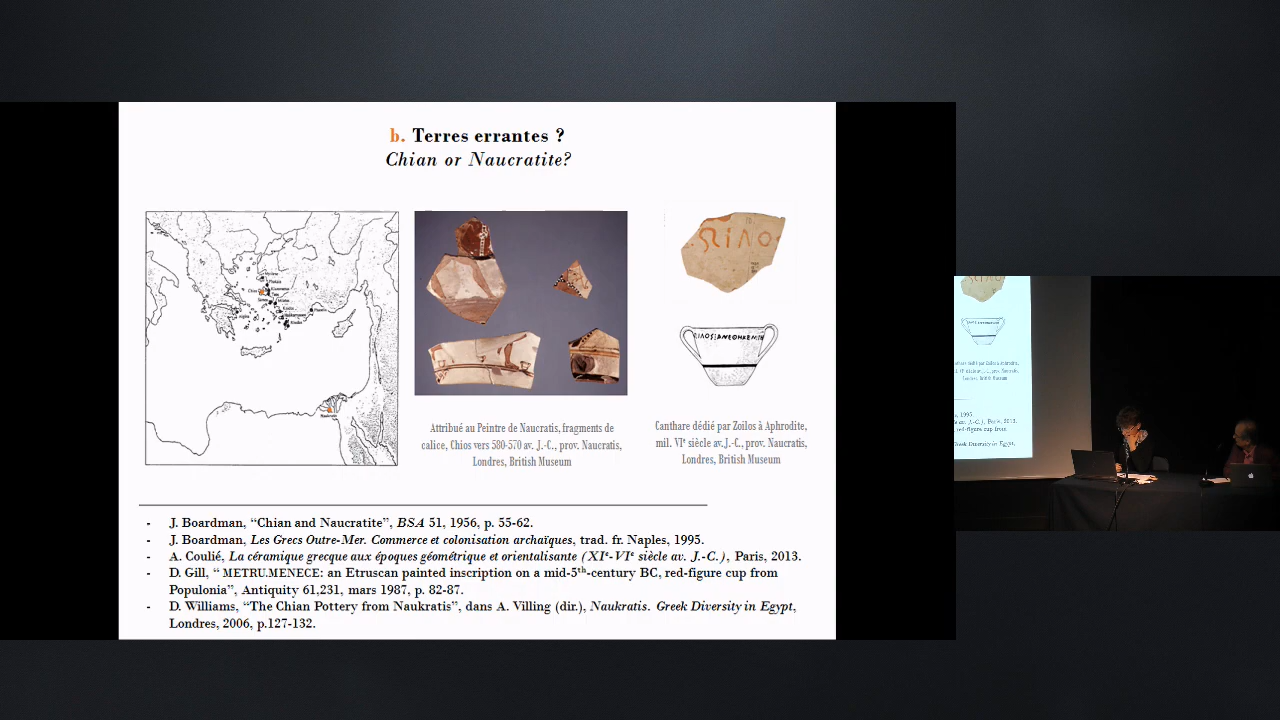 b. Terres errantes ?
Chian or Naucratite?
Chios
Naukratis
ΩΙΛΟΣ
Attribué au Peintre de Naucratis, fragments de
calice, Chios vers 580-570 av. J.-C., prov. Naucratis,
Londres, British Museum
Canthare dédié par Zoïlos à Aphrodite,
mil. VIe siècle av.J.-C., prov. Naucratis,
Londres, British Museum
- J. Boardman, “Chian and Naucratite”, BSA 51, 1956, p. 55-62.
- J. Boardman, Les Grecs Outre-Mer. Commerce et colonisation archaïques, trad. fr. Naples, 1995.
- A. Coulié, La céramique grecque aux époques géométrique et orientalisante (XIe-VIe siècle av. J.-C.), Paris, 2013.
- D. Gill, “ METRU.MENECE: an Etruscan painted inscription on a mid-5th-century BC, red-figure cup from
Populonia”, Antiquity 61,231, mars 1987, p. 82-87.
- D. Williams, “The Chian Pottery from Naukratis”, dans A. Villing (dir.), Naukratis. Greek Diversity in Egypt,
Londres, 2006, p.127-132.